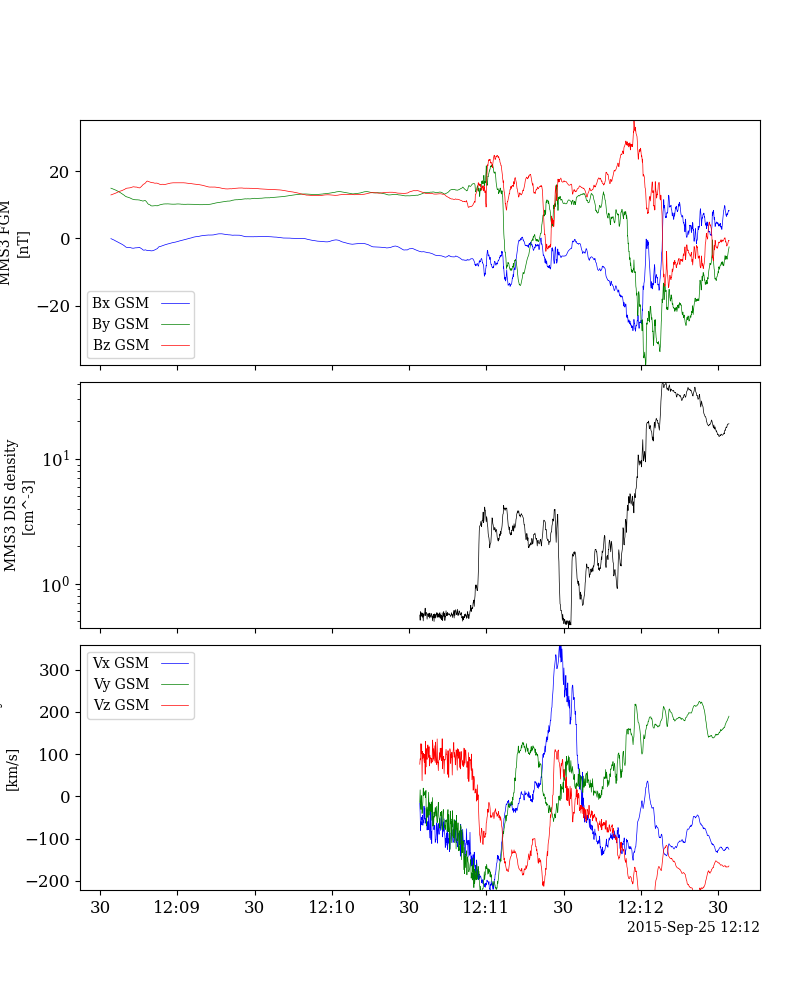 MMS3 FGM
[nT]
20
0
−20
Bx GSM
By GSM
Bz GSM
MMS3 DIS density
[cm^-3]
10^1
10^0
[km/s]
300
200
100
0
−100
−200
Vx GSM
Vy GSM
Vz GSM
30 12:09 30 12:10 30 12:11 30 12:12 30
2015-Sep-25 12:12